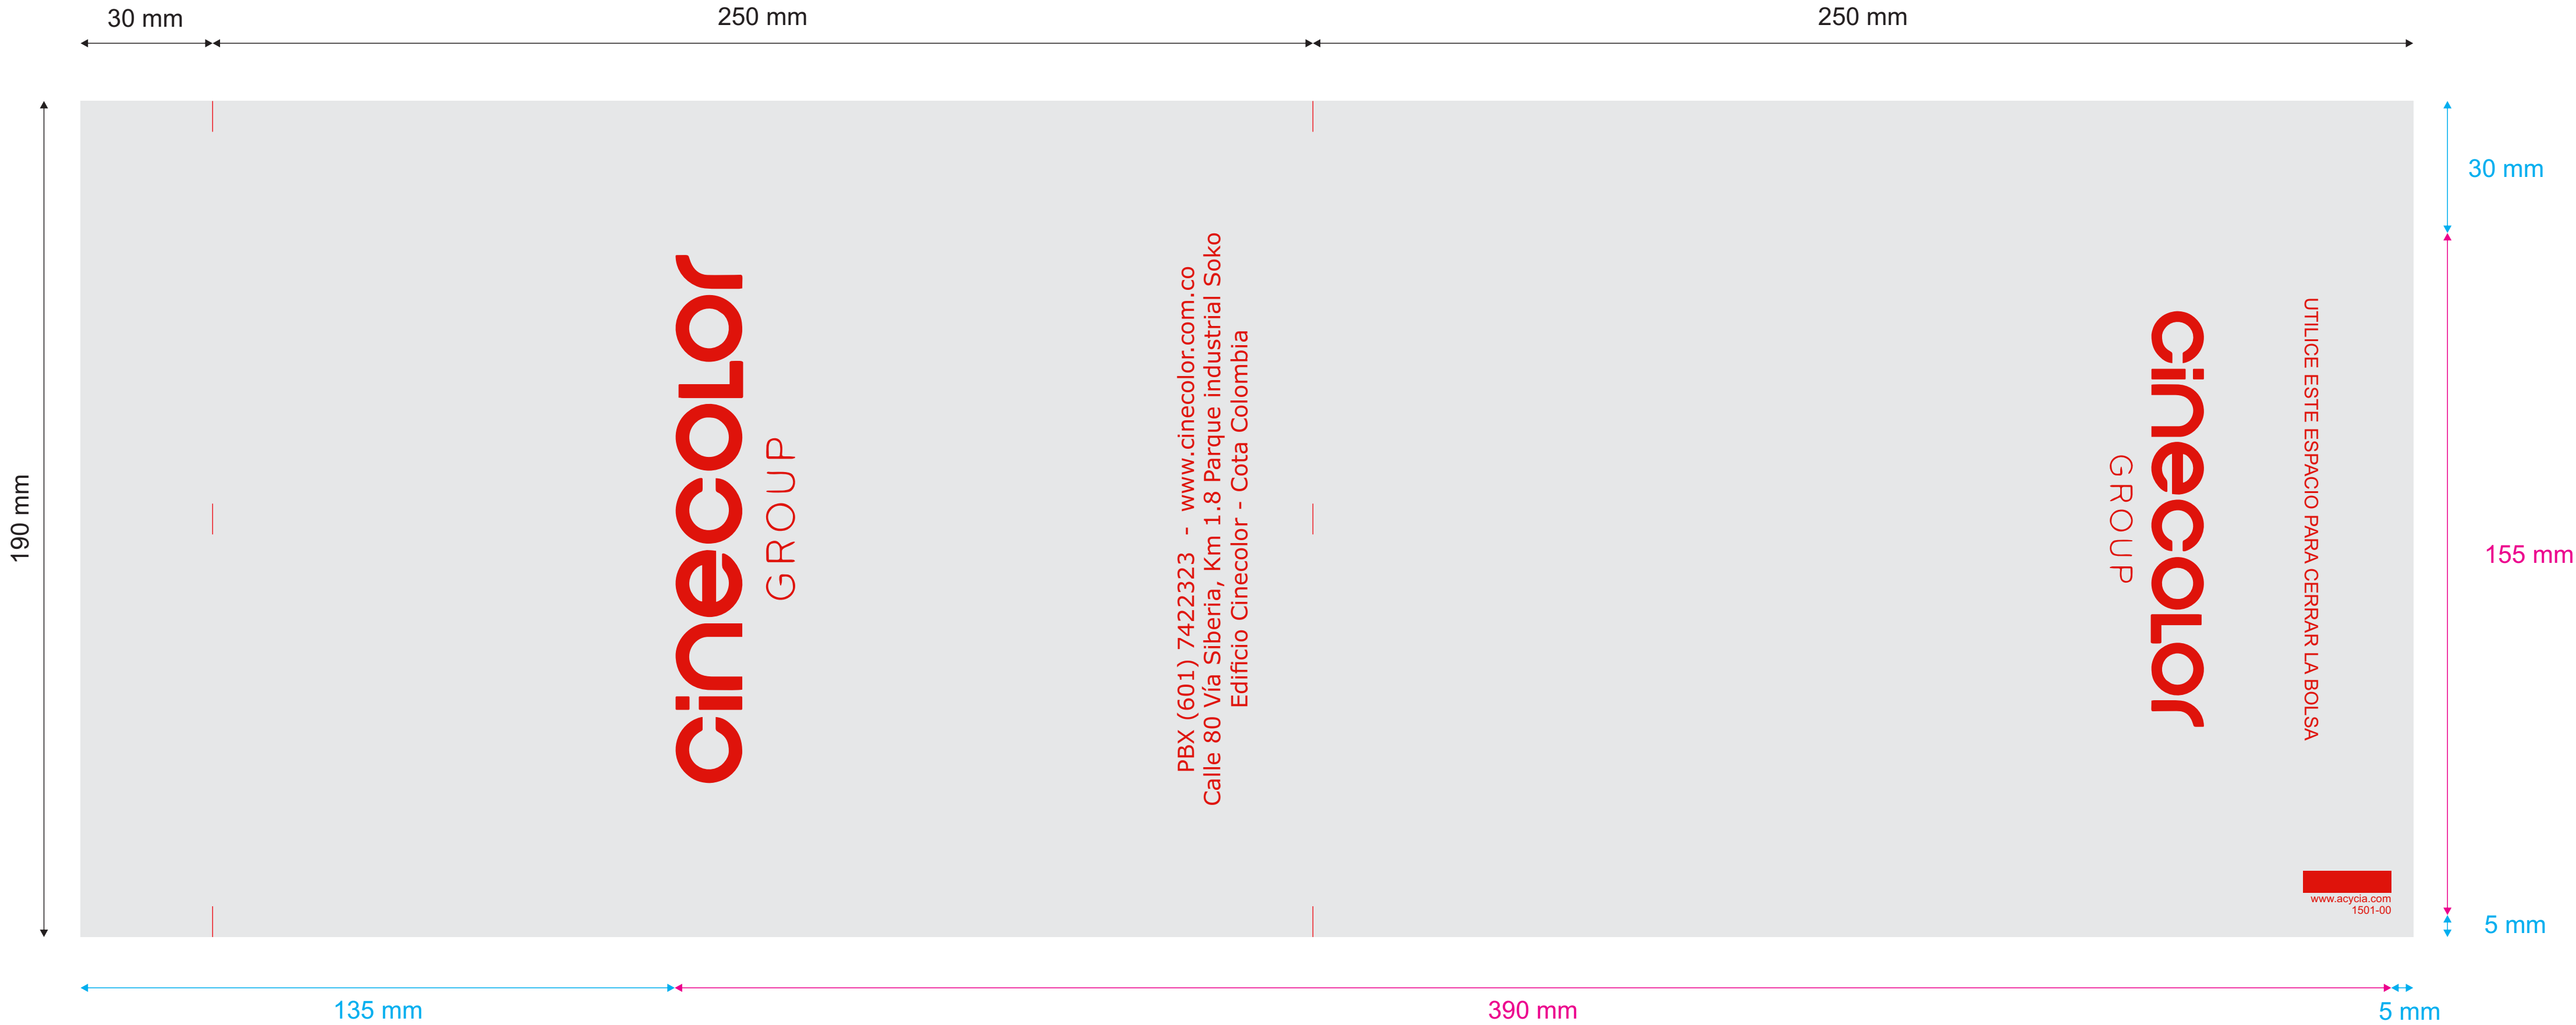 30 mm
250 mm
250 mm
190 mm
cinecoLor
GROUP
PBX (601) 7422323 - www.cinecolor.com.co
Calle 80 Vía Siberia, Km 1.8 Parque industrial Soko
Edificio Cinecolor - Cota Colombia
cinecoLor
GROUP
UTILICE ESTE ESPACIO PARA CERRAR LA BOLSA
www.acycia.com
1501-00
30 mm
155 mm
5 mm
135 mm
390 mm
5 mm